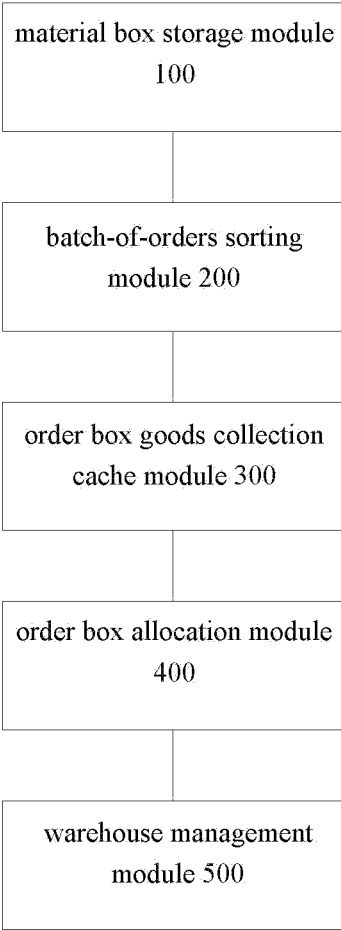 material box storage module
100
batch-of-orders sorting
module 200
order box goods collection
cache module 300
order box allocation module
400
warehouse management
module 500